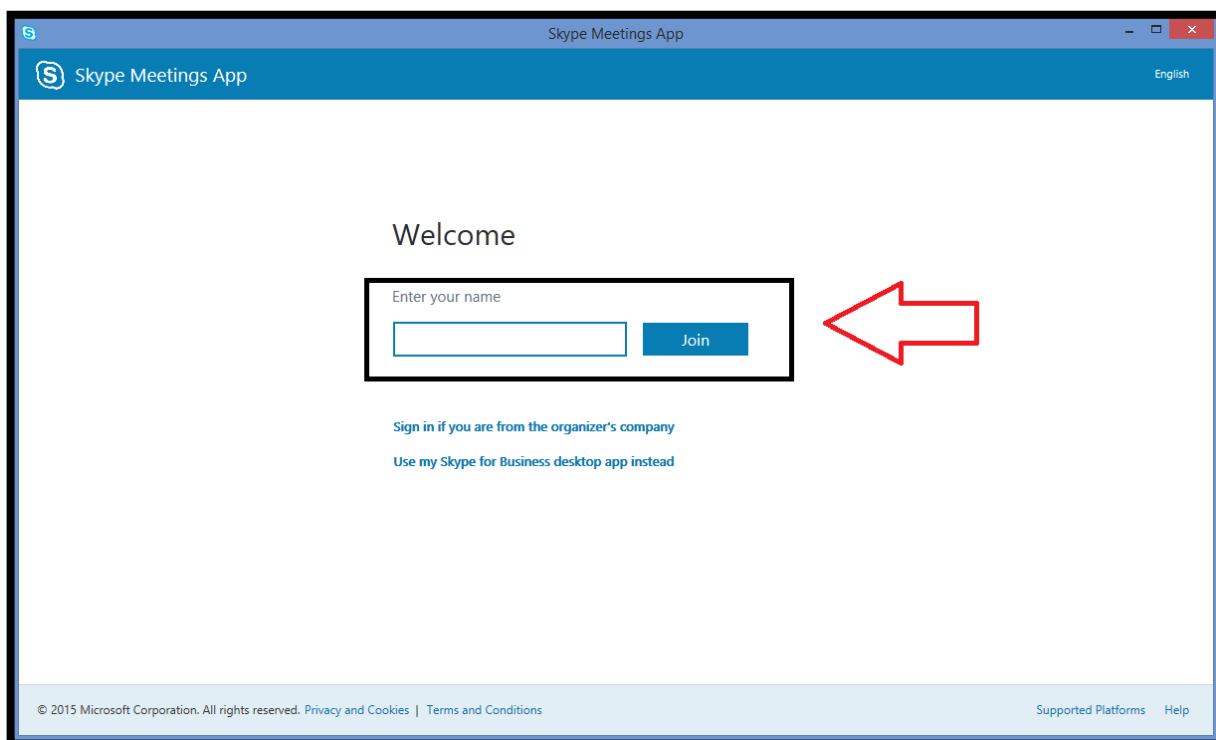 Skype Meetings App
Skype Meetings App
English
Welcome
Enter your name
Join
Sign in if you are from the organizer's company
Use my Skype for Business desktop app instead
© 2015 Microsoft Corporation. All rights reserved. Privacy and Cookies | Terms and Conditions Supported Platforms Help